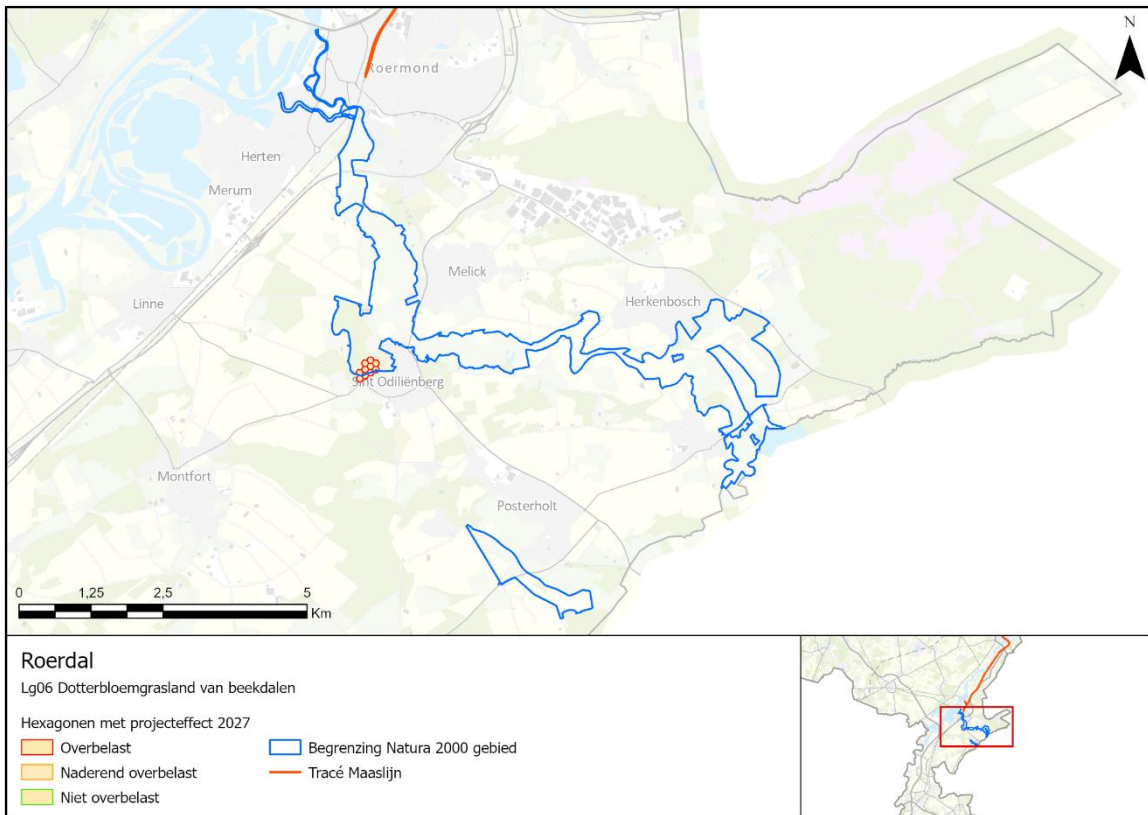 N
Roermond
Herten
Merum
Melick
Linne
Herkenbosch
Sint Odiliënberg
Montfort
Posterholt
0 1,25 2,5 5
Km
Roerdal
Lg06 Dotterbloemgrasland van beekdalen
Hexagonen met projecteffect 2027
Overbelast
Naderend overbelast
Niet overbelast
Begrenzing Natura 2000 gebied
Tracé Maaslijn